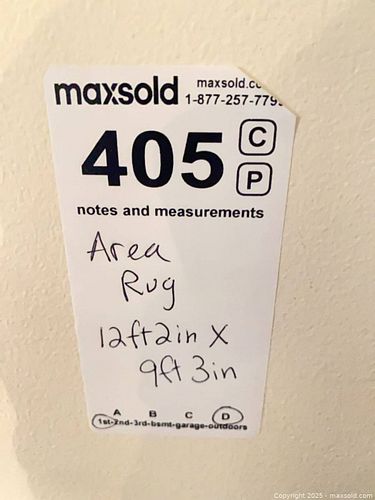 maxsold
maxsold.c
1-877-257-779
405
C
P
notes and measurements
Area
Rug
12ft2in X
9ft 3in
A B C D
1st-2nd-3rd-bsmt-garage-outdoors
Copyright 2025 - maxsold.com